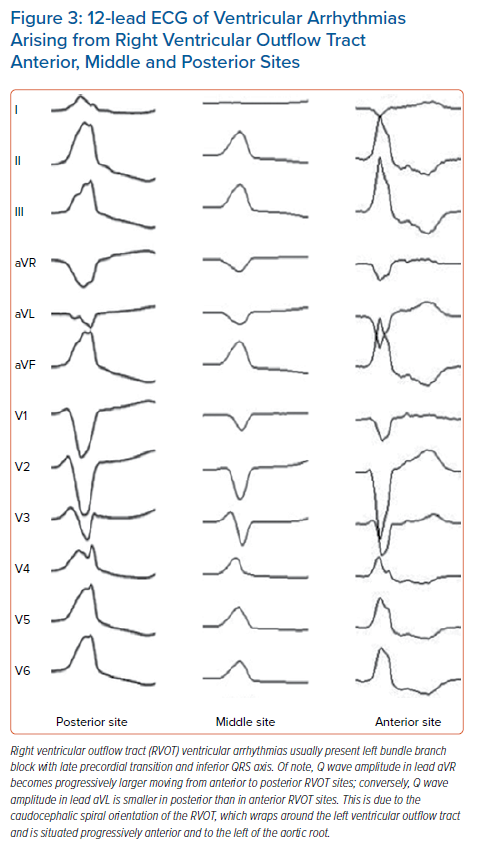 Figure 3: 12-lead ECG of Ventricular Arrhythmias
Arising from Right Ventricular Outflow Tract
Anterior, Middle and Posterior Sites
I
II
III
aVR
aVL
aVF
V1
V2
V3
V4
V5
V6
Posterior site
Middle site
Anterior site
Right ventricular outflow tract (RVOT) ventricular arrhythmias usually present left bundle branch
block with late precordial transition and inferior QRS axis. Of note, Q wave amplitude in lead aVR
becomes progressively larger moving from anterior to posterior RVOT sites; conversely, Q wave
amplitude in lead aVL is smaller in posterior than in anterior RVOT sites. This is due to the
caudocephalic spiral orientation of the RVOT, which wraps around the left ventricular outflow tract
and is situated progressively anterior and to the left of the aortic root.